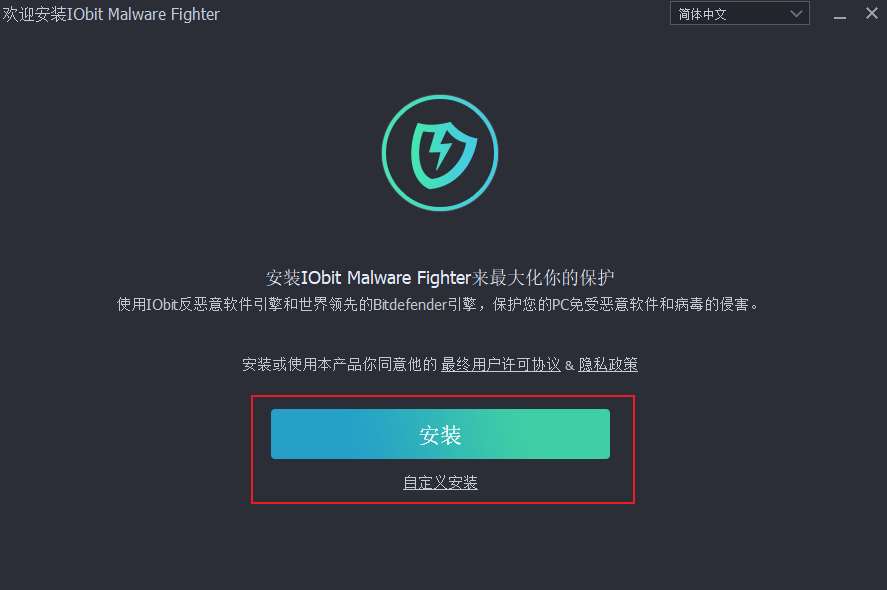 欢迎安装IObit Malware Fighter
简体中文
安装IObit Malware Fighter来最大化你的保护
使用IObit反恶意软件引擎和世界领先的Bitdefender引擎，保护您的PC免受恶意软件和病毒的侵害。
安装或使用本产品你同意他的 最终用户许可协议 & 隐私政策
安装
自定义安装